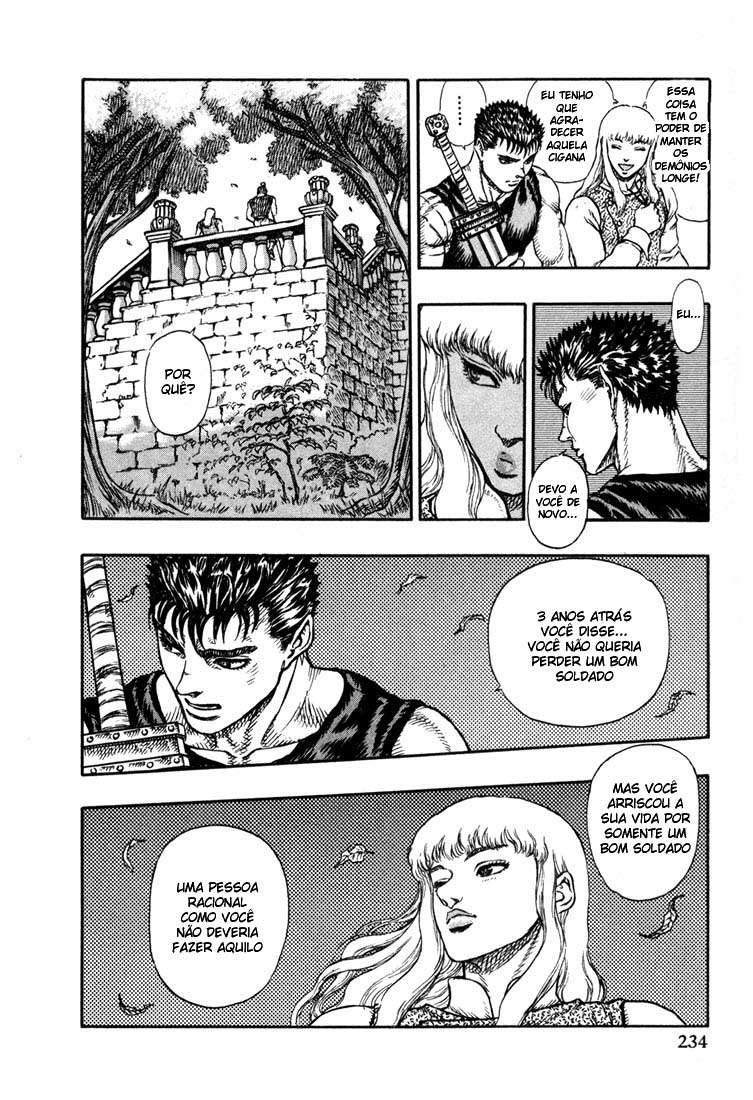 ESSA
COISA
TEM O
PODER DE
MANTER
OS
DEMÔNIOS
LONGE!
EU TENHO
QUE
AGRA-
DECER
AQUELA
CIGANA
......
EU...
DEVO A
VOCÊ DE
NOVO...
POR
QUÊ?
3 ANOS ATRÁS
VOCÊ DISSE...
VOCÊ NÃO QUERIA
PERDER UM BOM
SOLDADO
MAS VOCÊ
ARRISCOU A
SUA VIDA POR
SOMENTE UM
BOM SOLDADO
UMA PESSOA
RACIONAL
COMO VOCÊ
NÃO DEVERIA
FAZER AQUILO
234